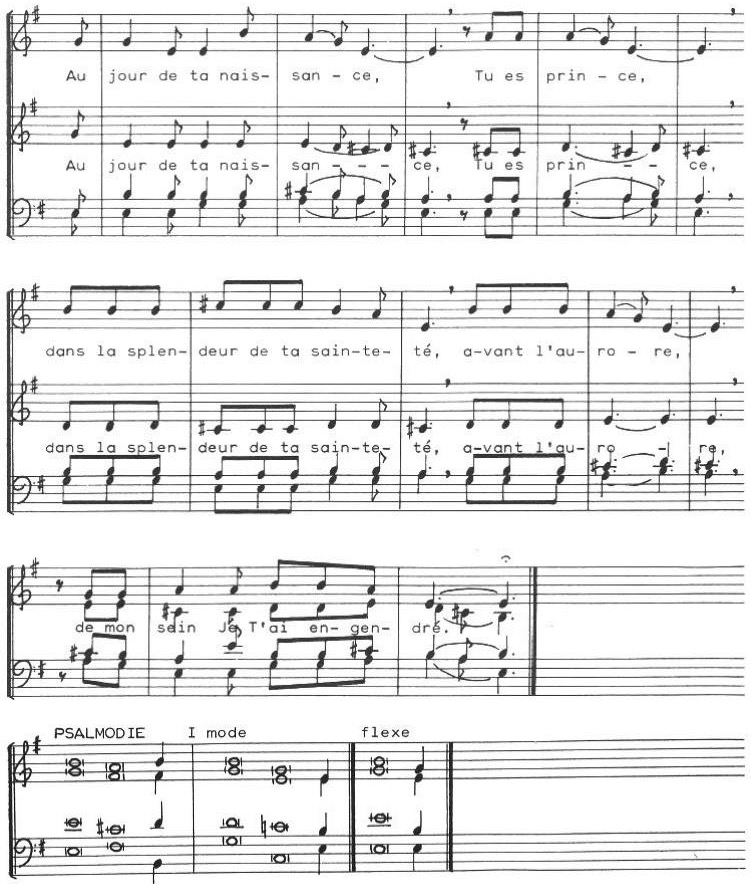 Au jour de ta nais- san - ce, Tu es prin - ce,
Au jour de ta nais- san - - - ce, Tu es prin - - ce,
dans la splen- deur de ta sain-te- té, a-vant l'au- ro - re,
dans la splen- deur de ta sain-te- té, a-vant l'au- ro - re,
de mon sein Je T'ai en- gen- dré.
PSALMODIE I mode flexe